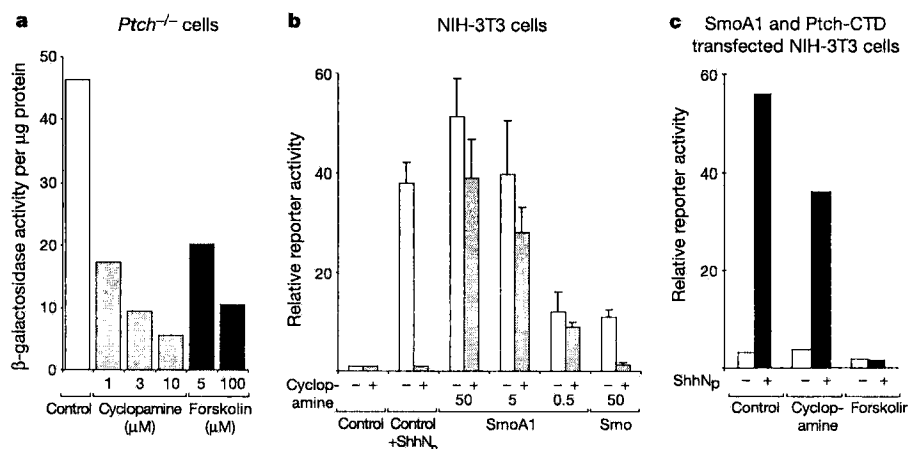 a
Ptch–/– cells
β-galactosidase activity per μg protein
50
40
30
20
10
0
1 3 10 5 100
Control Cyclopamine (μM) Forskolin (μM)
b
NIH-3T3 cells
Relative reporter activity
60
40
20
Cyclop-amine
– + – + – + – + – + – +
50 5 0.5 50
Control Control +ShhNp SmoA1 Smo
c
SmoA1 and Ptch-CTD
transfected NIH-3T3 cells
Relative reporter activity
60
40
20
ShhNp – + – + – +
Control Cyclop-amine Forskolin